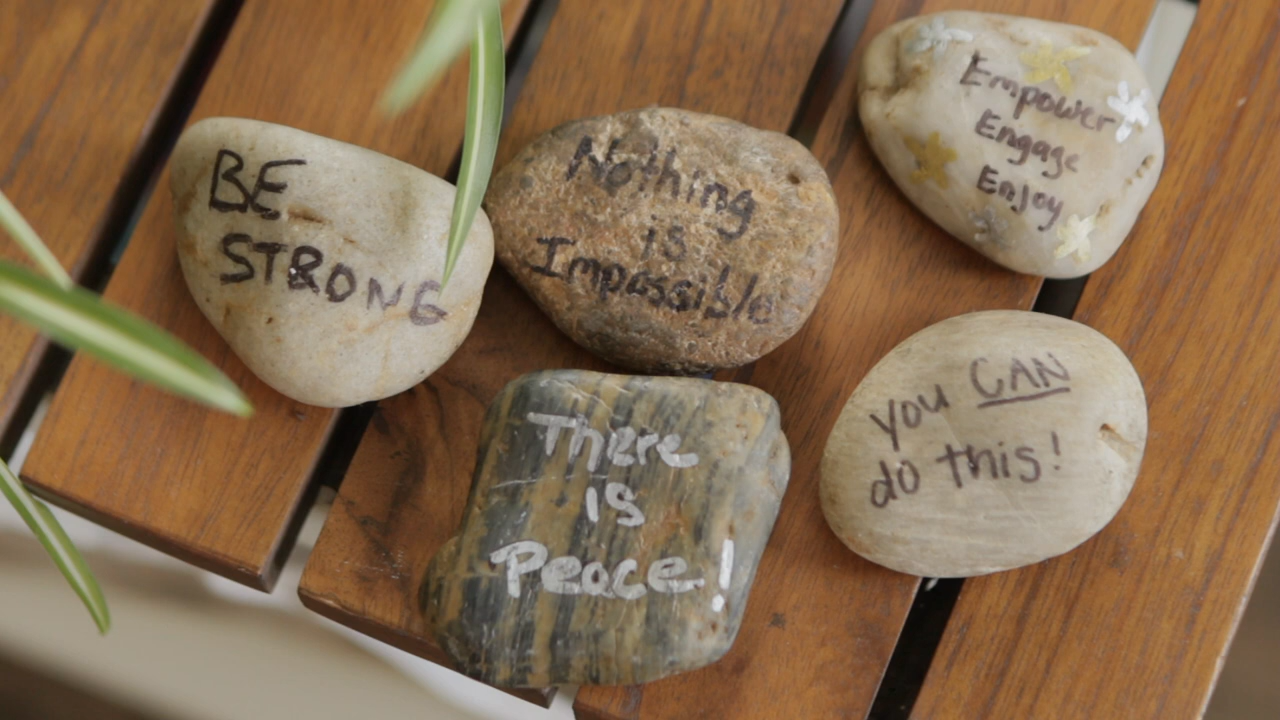 BE
STRONG
Nothing
is
Impossible
Empower
Engage
Enjoy
There
is
Peace!
you CAN
do this!